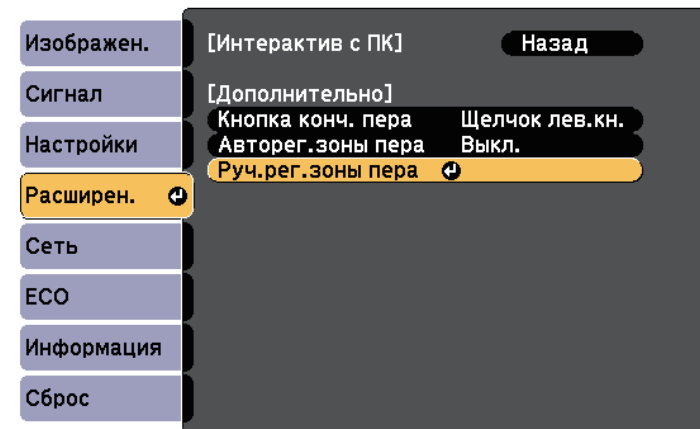 Изображен.
Сигнал
Настройки
Расширен.
Сеть
ECO
Информация
Сброс
[Интерактив с ПК] Назад
[Дополнительно]
Кнопка конч. пера Щелчок лев.кн.
Авторег.зоны пера Выкл.
Руч.рег.зоны пера